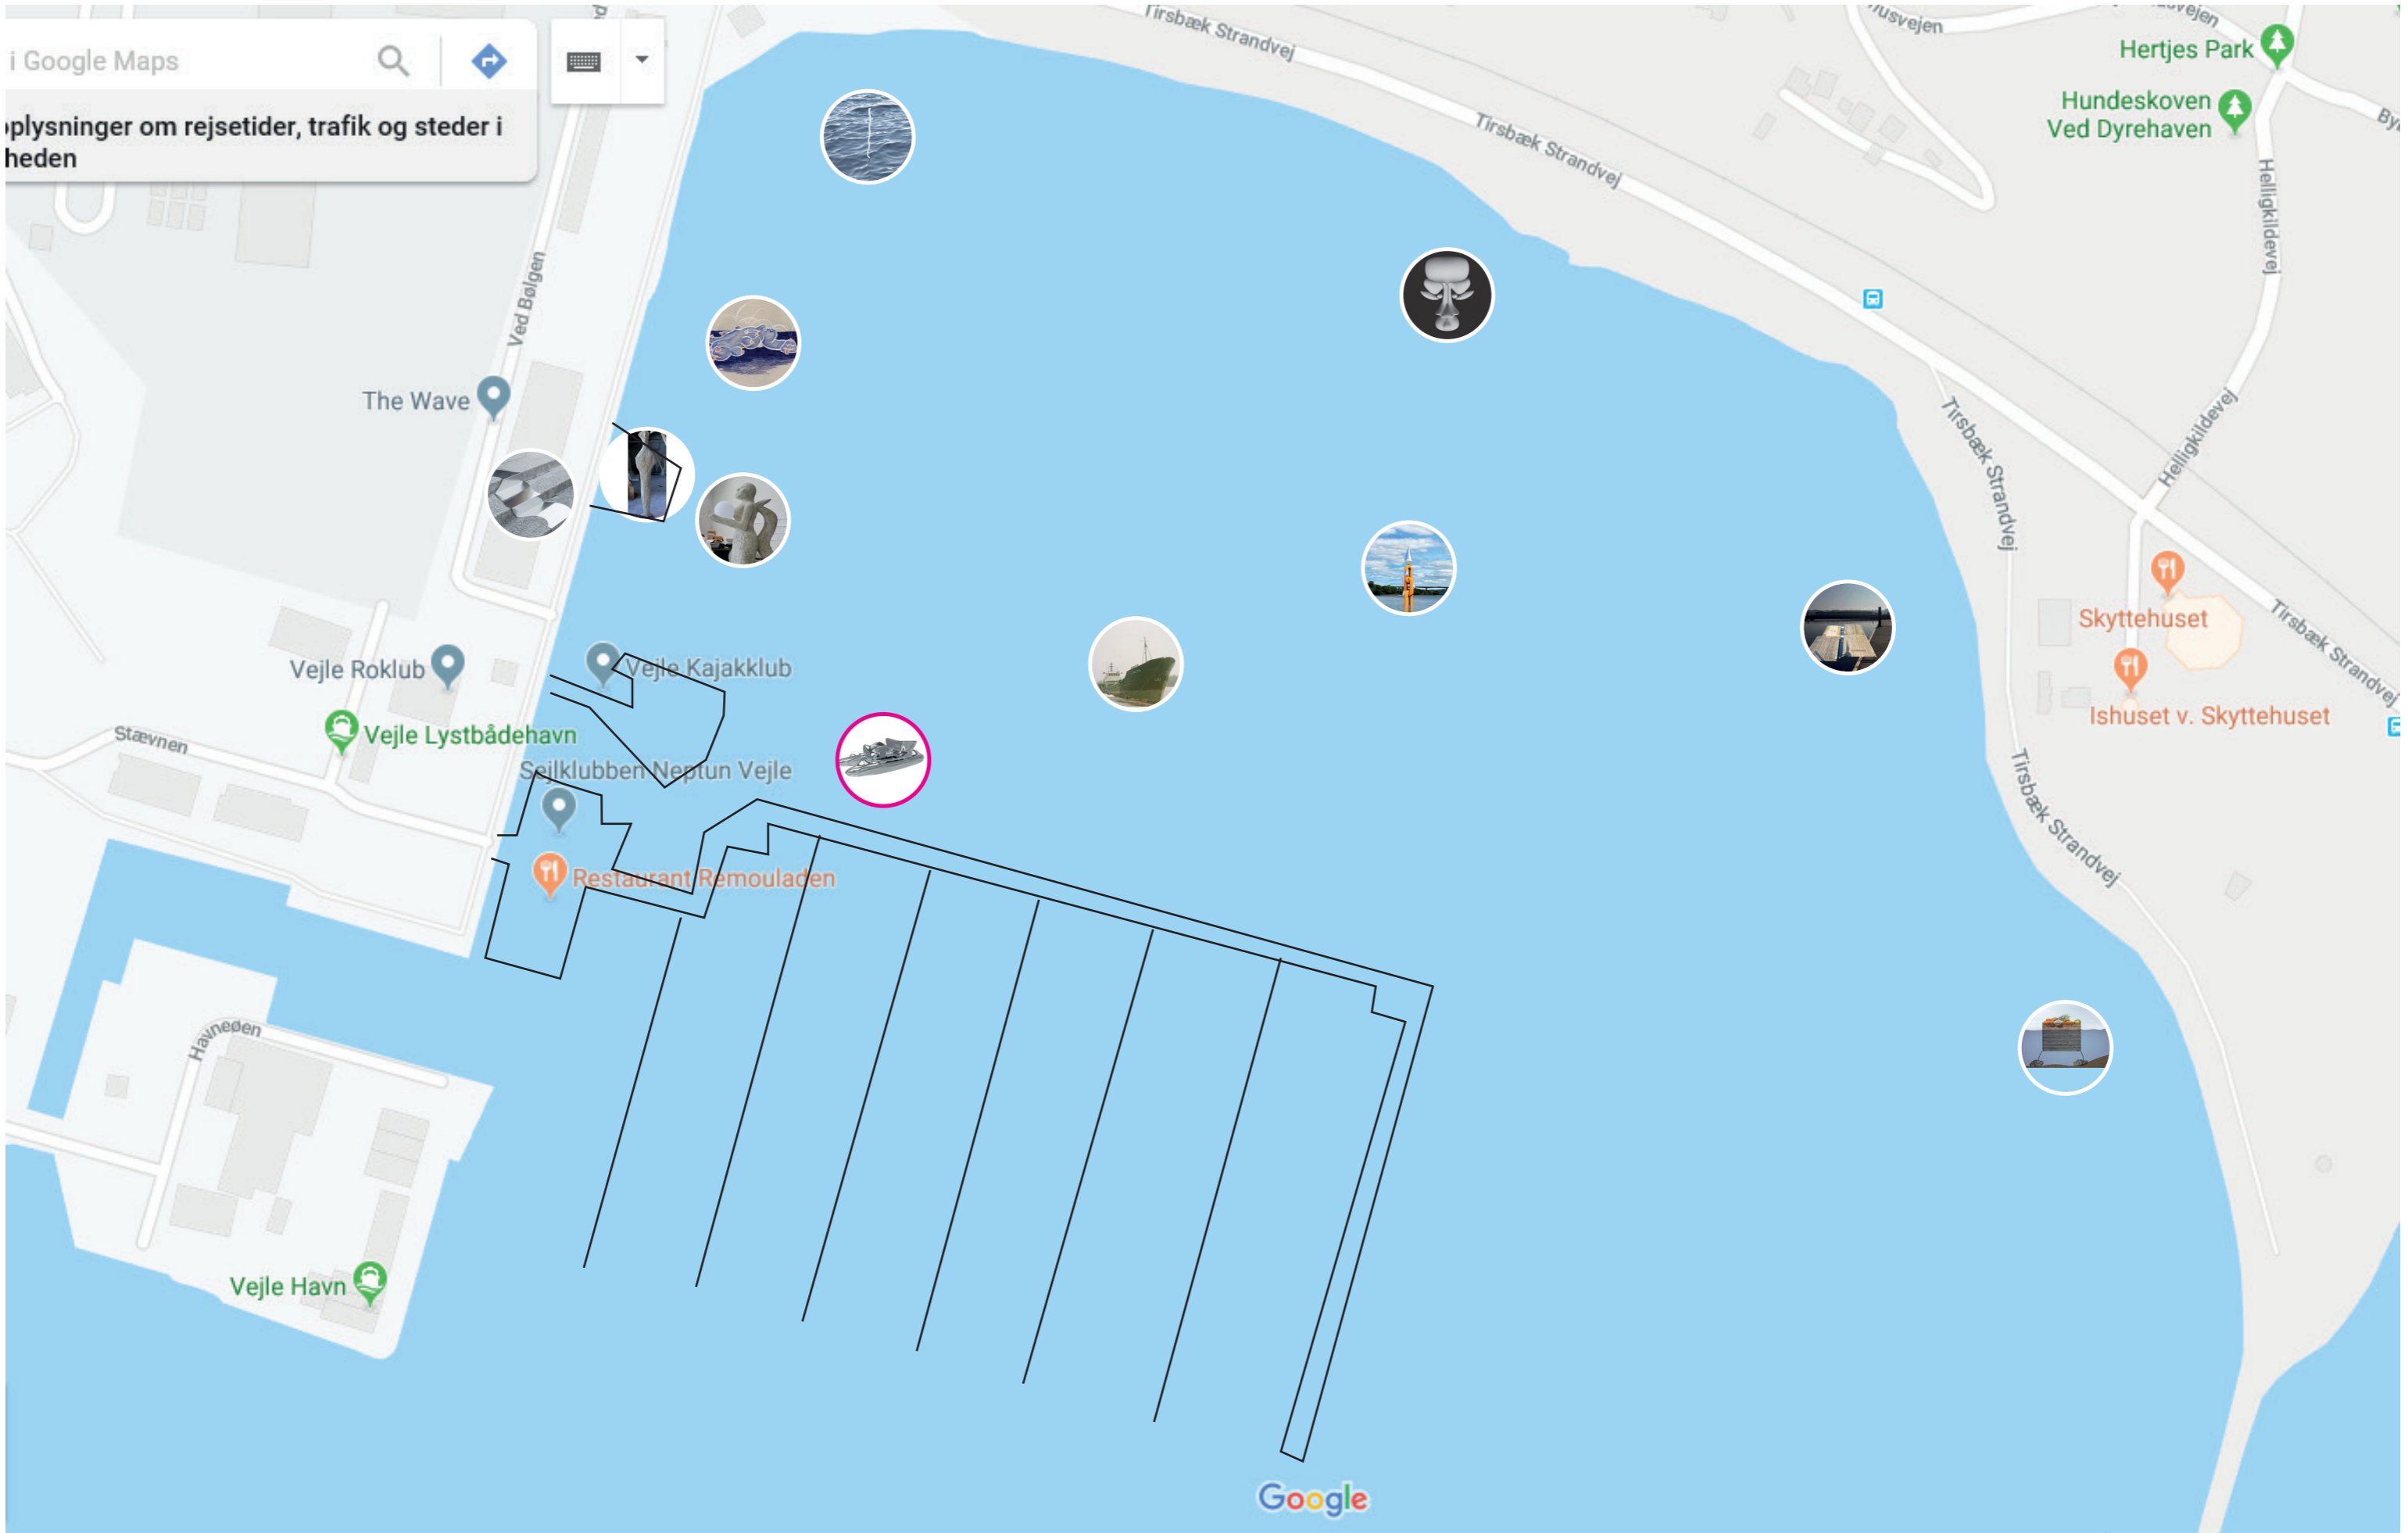 i Google Maps
plysninger om rejsetider, trafik og steder i
heden
Tirsbæk Strandvej
Hertjes Park
Hundeskoven
Ved Dyrehaven
Tirsbæk Strandvej
Helligkildevej
Ved Bølgen
The Wave
Tirsbæk Strandvej
Helligkildevej
Skyttehuset
Tirsbæk Strandvej
Vejle Roklub
Vejle Kajakklub
Ishuset v. Skyttehuset
Stævnen
Vejle Lystbådehavn
Sejlklubben Neptun Vejle
Tirsbæk Strandvej
Restaurant Remouladen
Havneøen
Vejle Havn
Google